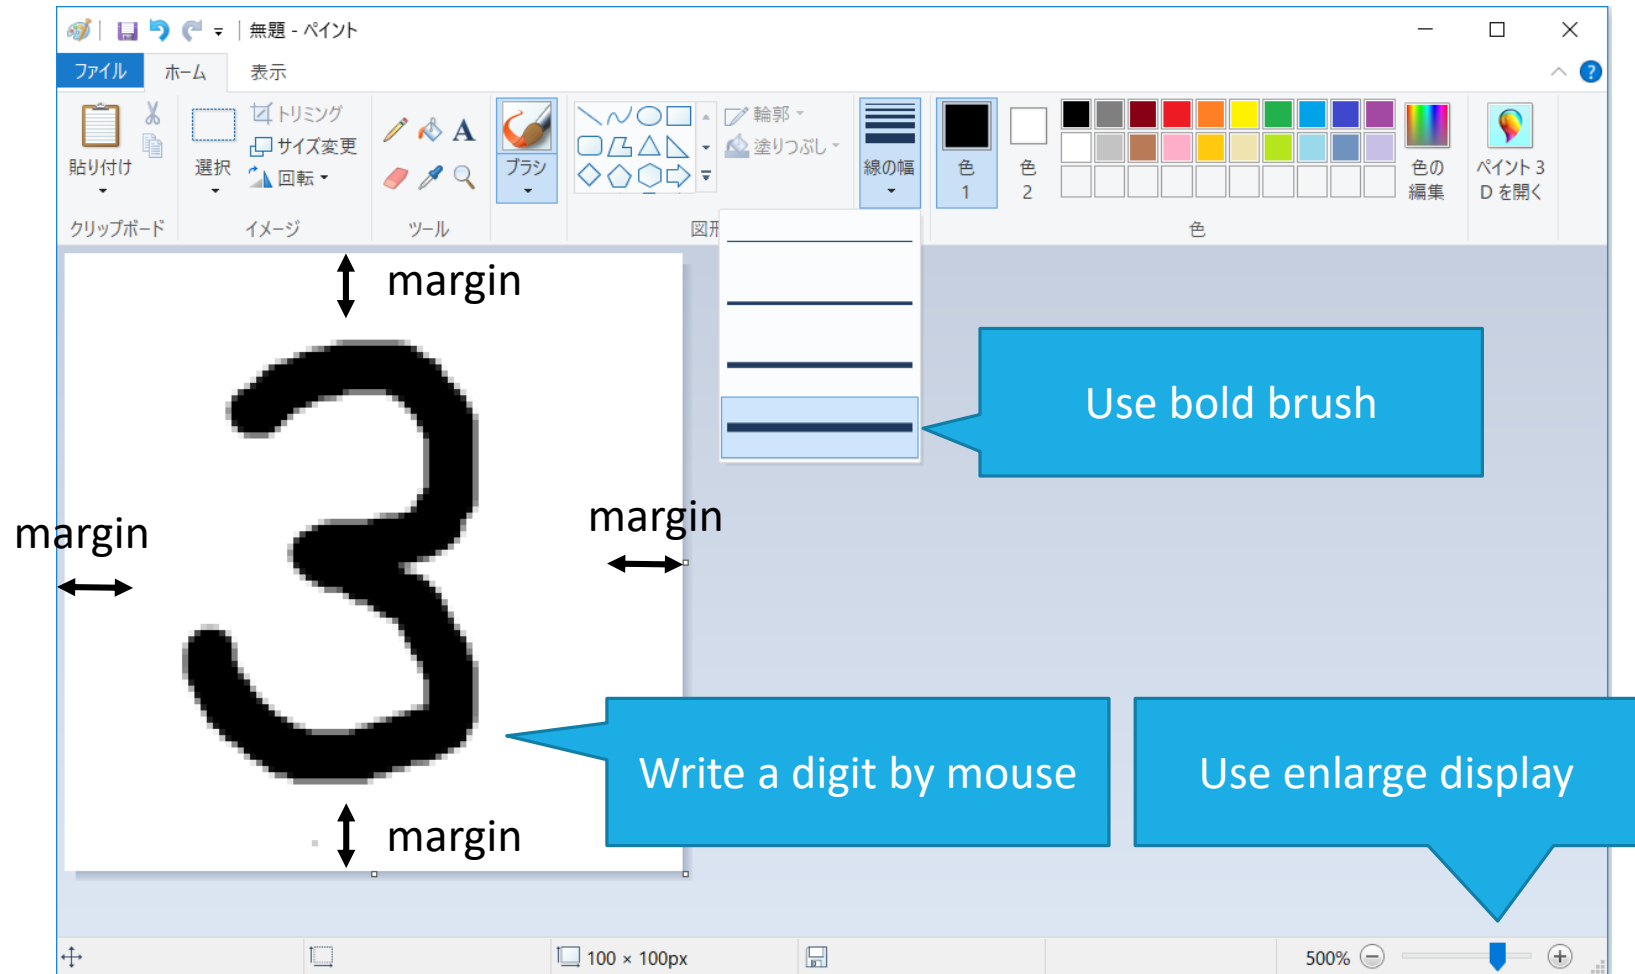 無題 - ペイント
ファイル ホーム 表示
貼り付け
クリップボード
選択
トリミング
サイズ変更
回転
イメージ
A
ツール
ブラシ
輪郭
塗りつぶし
図形
線の幅
色
1
色
2
色の
編集
色
ペイント 3
D を開く
?
margin
3
margin
margin
margin
Use bold brush
Write a digit by mouse
Use enlarge display
100 × 100px
500%